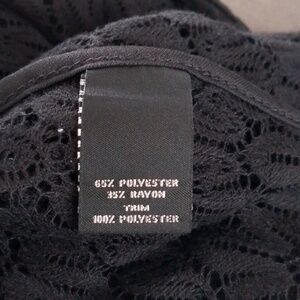 65% POLYESTER
35% RAYON
TRIM
100% POLYESTER